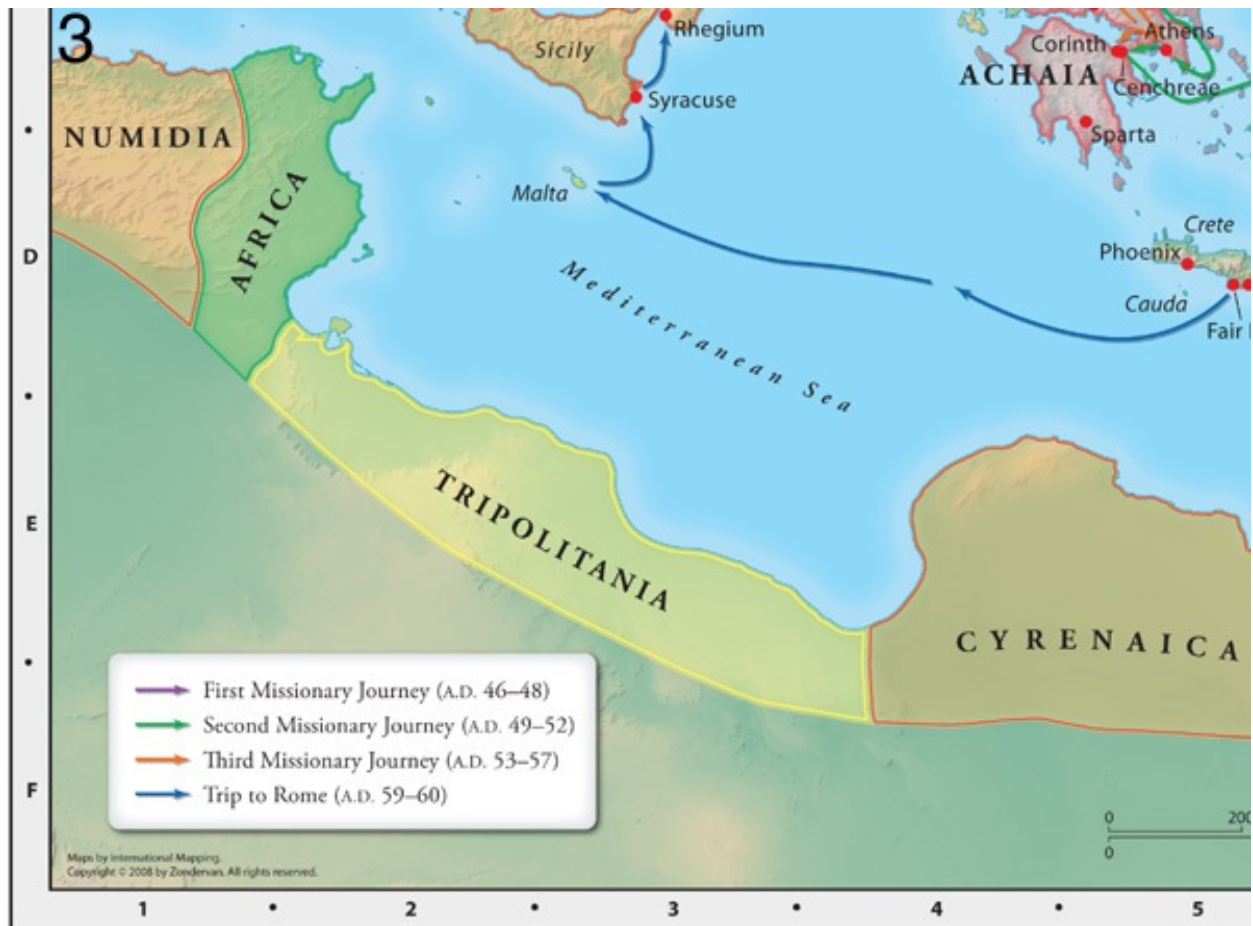 3
Rhegium
Sicily
Athens
Corinth
ACHAIA
Cenchreae
Syracuse
NUMIDIA
Sparta
AFRICA
Malta
Crete
Phoenix
D
Mediterranean Sea
Cauda
Fair
TRIPOLITANIA
E
CYRENAICA
First Missionary Journey (A.D. 46–48)
Second Missionary Journey (A.D. 49–52)
Third Missionary Journey (A.D. 53–57)
Trip to Rome (A.D. 59–60)
F
0 200
0
Maps by International Mapping.
Copyright © 2008 by Zondervan. All rights reserved.
1 • 2 • 3 • 4 • 5